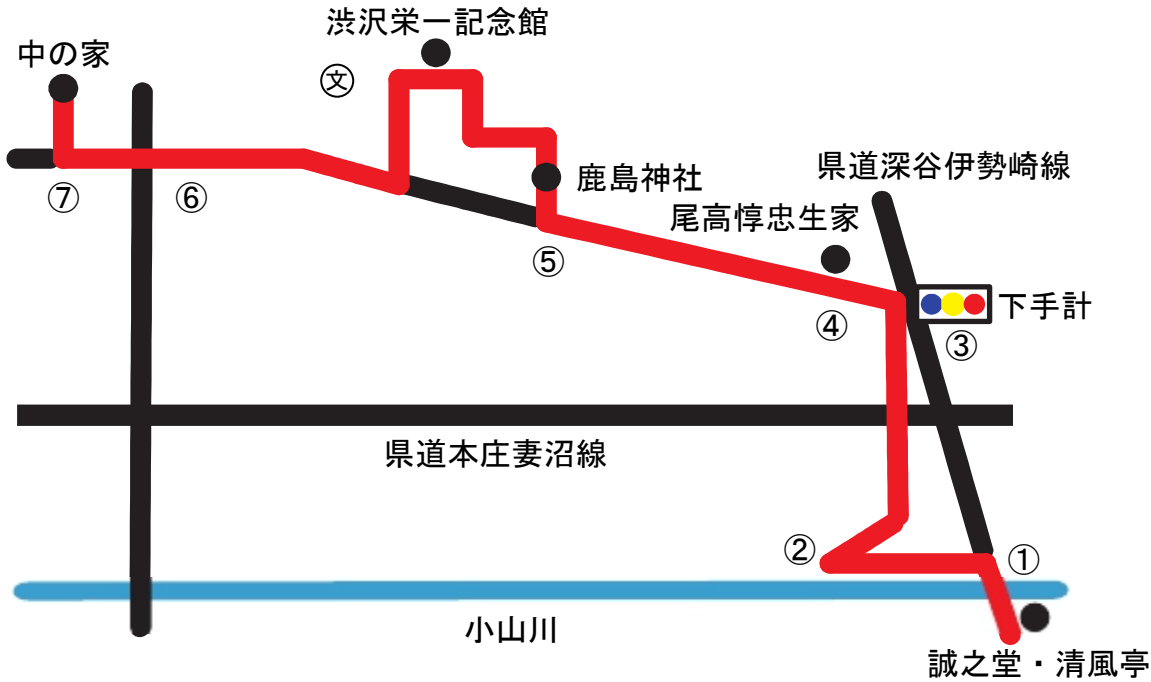 渋沢栄一記念館
中の家
文
県道深谷伊勢崎線
鹿島神社
⑦
⑥
尾高惇忠生家
⑤
④
下手計
③
県道本庄妻沼線
②
①
小山川
誠之堂・清風亭